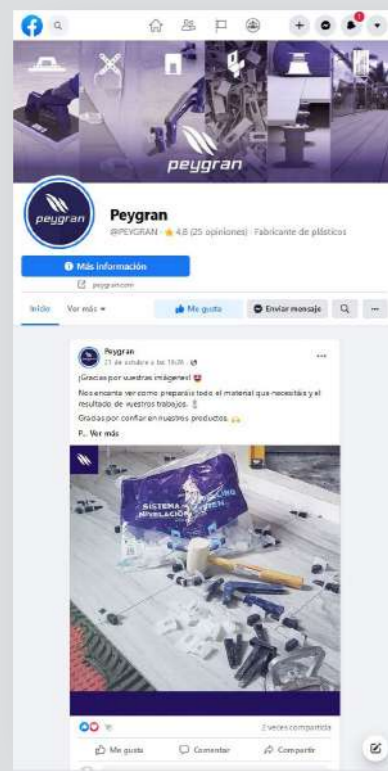 1
peygran
peygran
Peygran
@PEYGRAN · 4.8 (25 opiniones) · Fabricante de plásticos
Más información
peygran.com
Inicio
Ver más
Me gusta
Enviar mensaje
Peygran
¡Gracias por vuestras imágenes!
Nos encanta ver como preparáis todo el material que necesitáis y el
resultado de vuestros trabajos.
Gracias por confiar en nuestros productos.
P... Ver más
SISTEMA
NIVELACIÓN
2 veces compartida
Me gusta
Comentar
Compartir